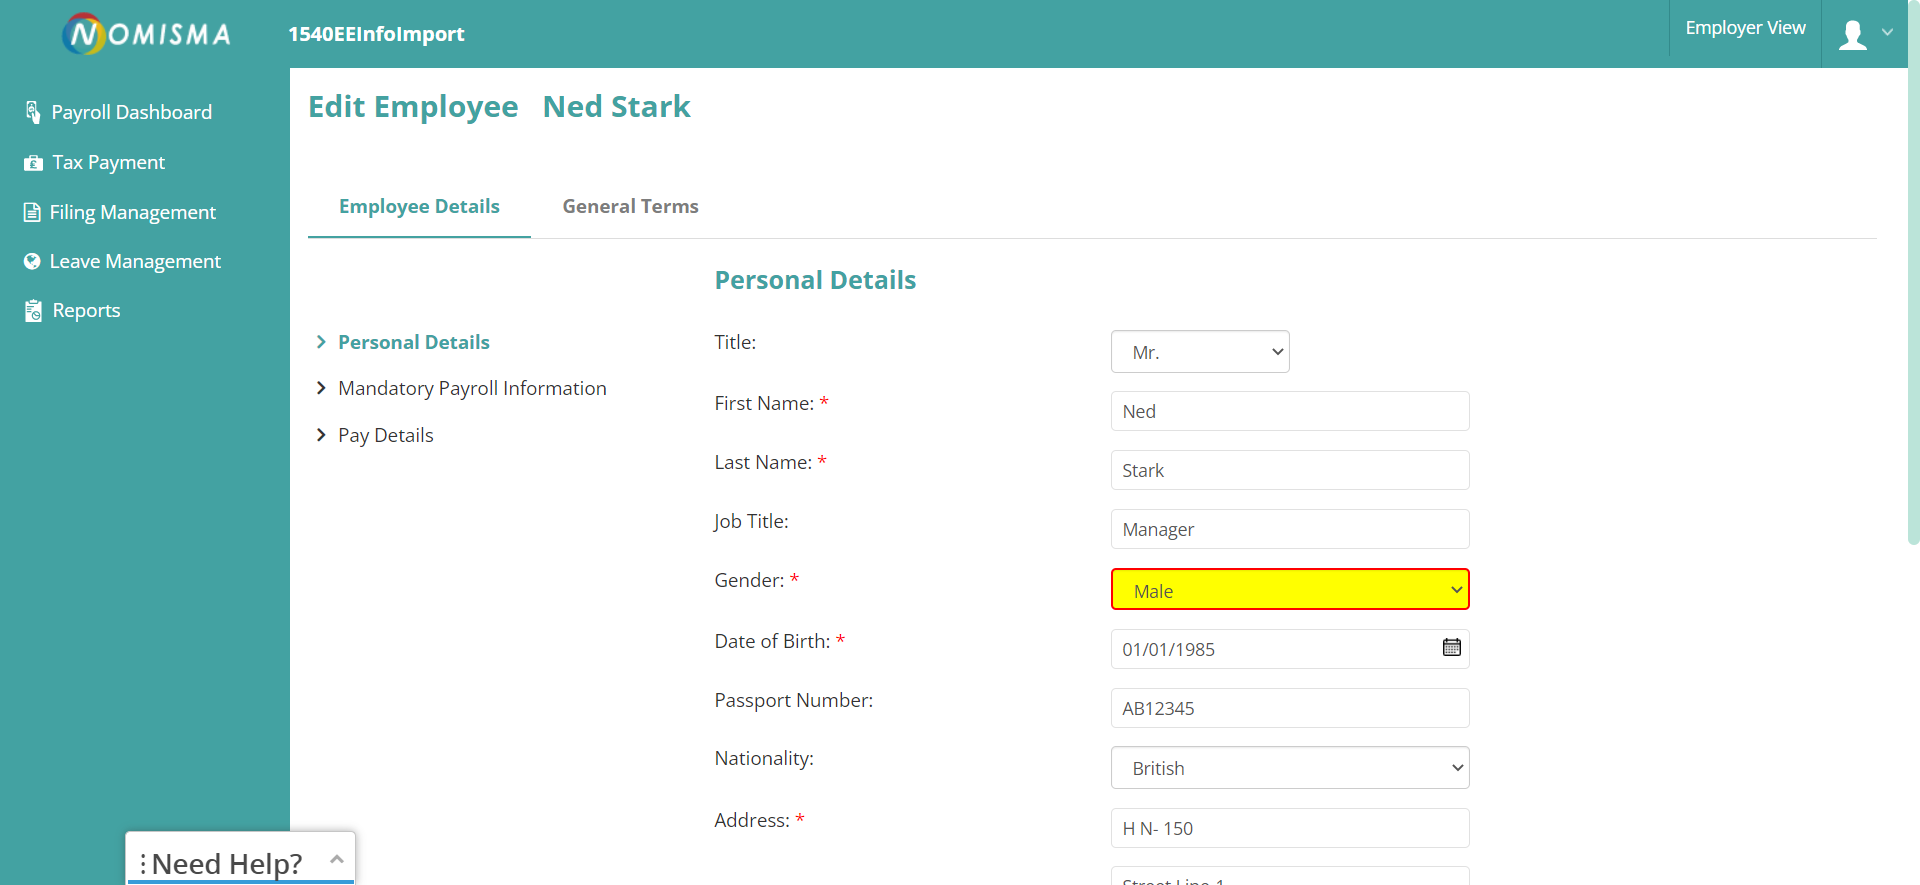 NOMISMA
1540EEInfoImport
Employer View
Payroll Dashboard
Tax Payment
Filing Management
Leave Management
Reports
Edit Employee Ned Stark
Employee Details
General Terms
Personal Details
Mandatory Payroll Information
Pay Details
Personal Details
Title: Mr.
First Name: * Ned
Last Name: * Stark
Job Title: Manager
Gender: * Male
Date of Birth: * 01/01/1985
Passport Number: AB12345
Nationality: British
Address: * H N- 150
Street Line 1
Need Help?